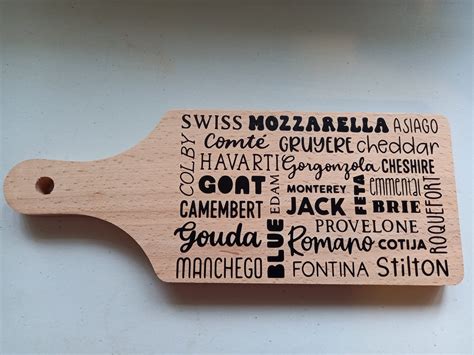 SWISS MOZZARELLA ASIAGO
COLBY
Comté GRUYERE cheddar
HAVARTI Gorgonzola CHESHIRE
GOAT
EDAM
MONTEREY
JACK
FETA
emmental
ROQUEFORT
CAMEMBERT
BRIE
PROVELONE
Gouda
BLUE
Romano
COTIJA
MANCHEGO
FONTINA Stilton